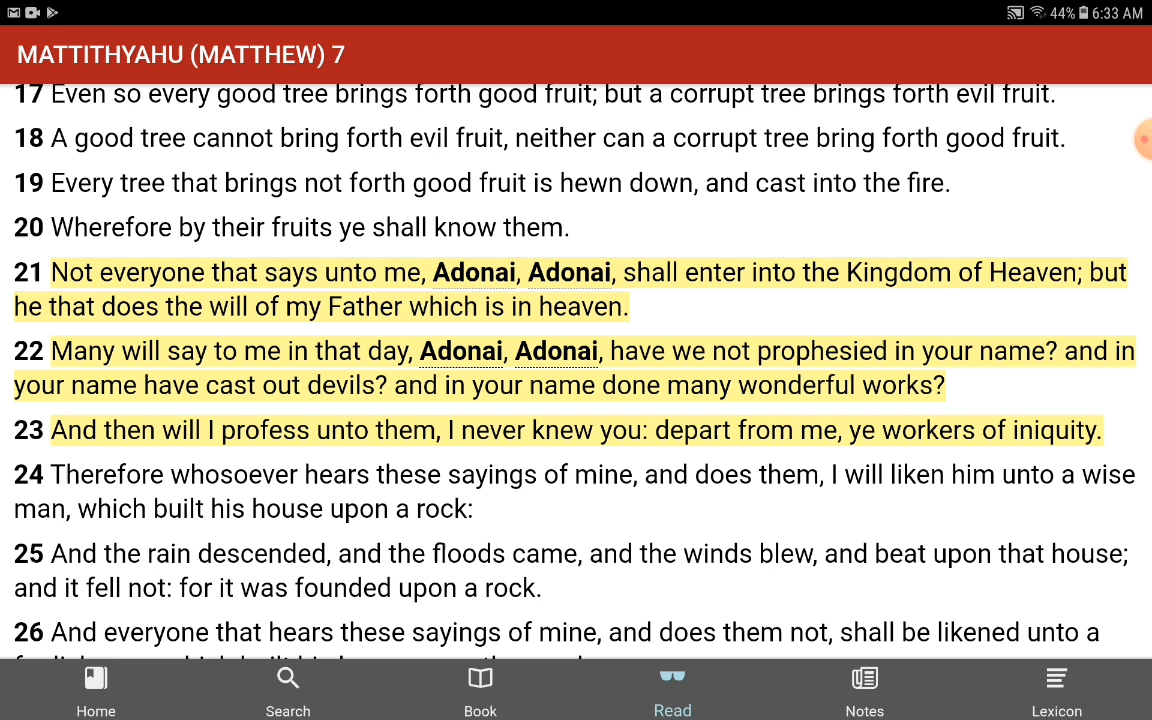 44% 6:33 AM
MATTITHYAHU (MATTHEW) 7
17 Even so every good tree brings forth good fruit; but a corrupt tree brings forth evil fruit.
18 A good tree cannot bring forth evil fruit, neither can a corrupt tree bring forth good fruit.
19 Every tree that brings not forth good fruit is hewn down, and cast into the fire.
20 Wherefore by their fruits ye shall know them.
21 Not everyone that says unto me, Adonai, Adonai, shall enter into the Kingdom of Heaven; but
he that does the will of my Father which is in heaven.
22 Many will say to me in that day, Adonai, Adonai, have we not prophesied in your name? and in
your name have cast out devils? and in your name done many wonderful works?
23 And then will I profess unto them, I never knew you: depart from me, ye workers of iniquity.
24 Therefore whosoever hears these sayings of mine, and does them, I will liken him unto a wise
man, which built his house upon a rock:
25 And the rain descended, and the floods came, and the winds blew, and beat upon that house;
and it fell not: for it was founded upon a rock.
26 And everyone that hears these sayings of mine, and does them not, shall be likened unto a
Home Search Book Read Notes Lexicon